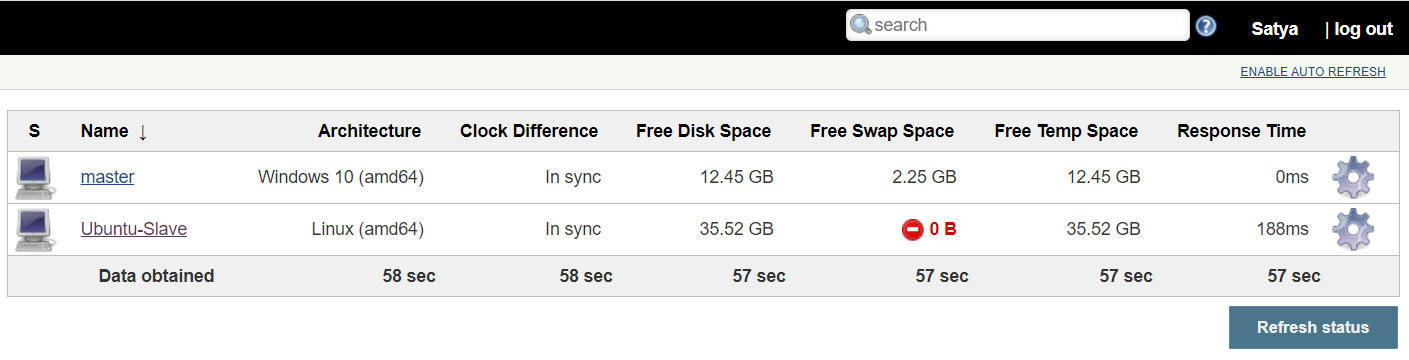 search ? Satya | log out
ENABLE AUTO REFRESH
S Name ↓ Architecture Clock Difference Free Disk Space Free Swap Space Free Temp Space Response Time
master Windows 10 (amd64) In sync 12.45 GB 2.25 GB 12.45 GB 0ms
Ubuntu-Slave Linux (amd64) In sync 35.52 GB 0 B 35.52 GB 188ms
Data obtained 58 sec 58 sec 57 sec 57 sec 57 sec 57 sec
Refresh status